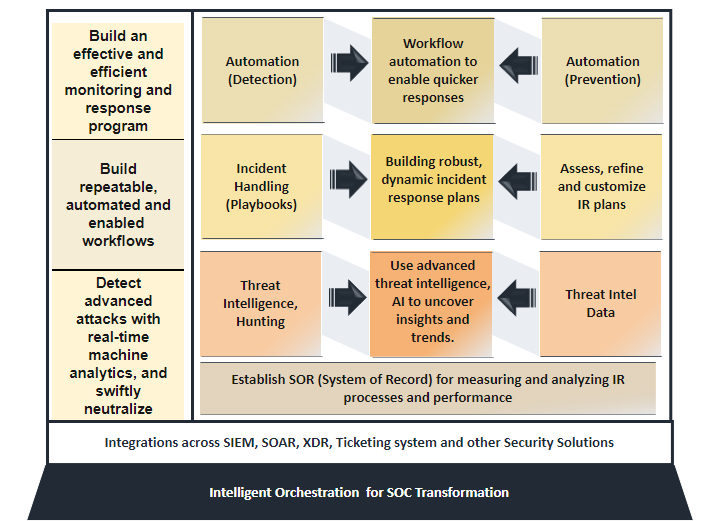 Build an
effective and
efficient
monitoring and
response
program
Automation
(Detection)
Workflow
automation to
enable quicker
responses
Automation
(Prevention)
Build
repeatable,
automated and
enabled
workflows
Incident
Handling
(Playbooks)
Building robust,
dynamic incident
response plans
Assess, refine
and customize
IR plans
Detect
advanced
attacks with
real-time
machine
analytics, and
swiftly
neutralize
Threat
Intelligence,
Hunting
Use advanced
threat intelligence,
AI to uncover
insights and
trends.
Threat Intel
Data
Establish SOR (System of Record) for measuring and analyzing IR
processes and performance
Integrations across SIEM, SOAR, XDR, Ticketing system and other Security Solutions
Intelligent Orchestration for SOC Transformation